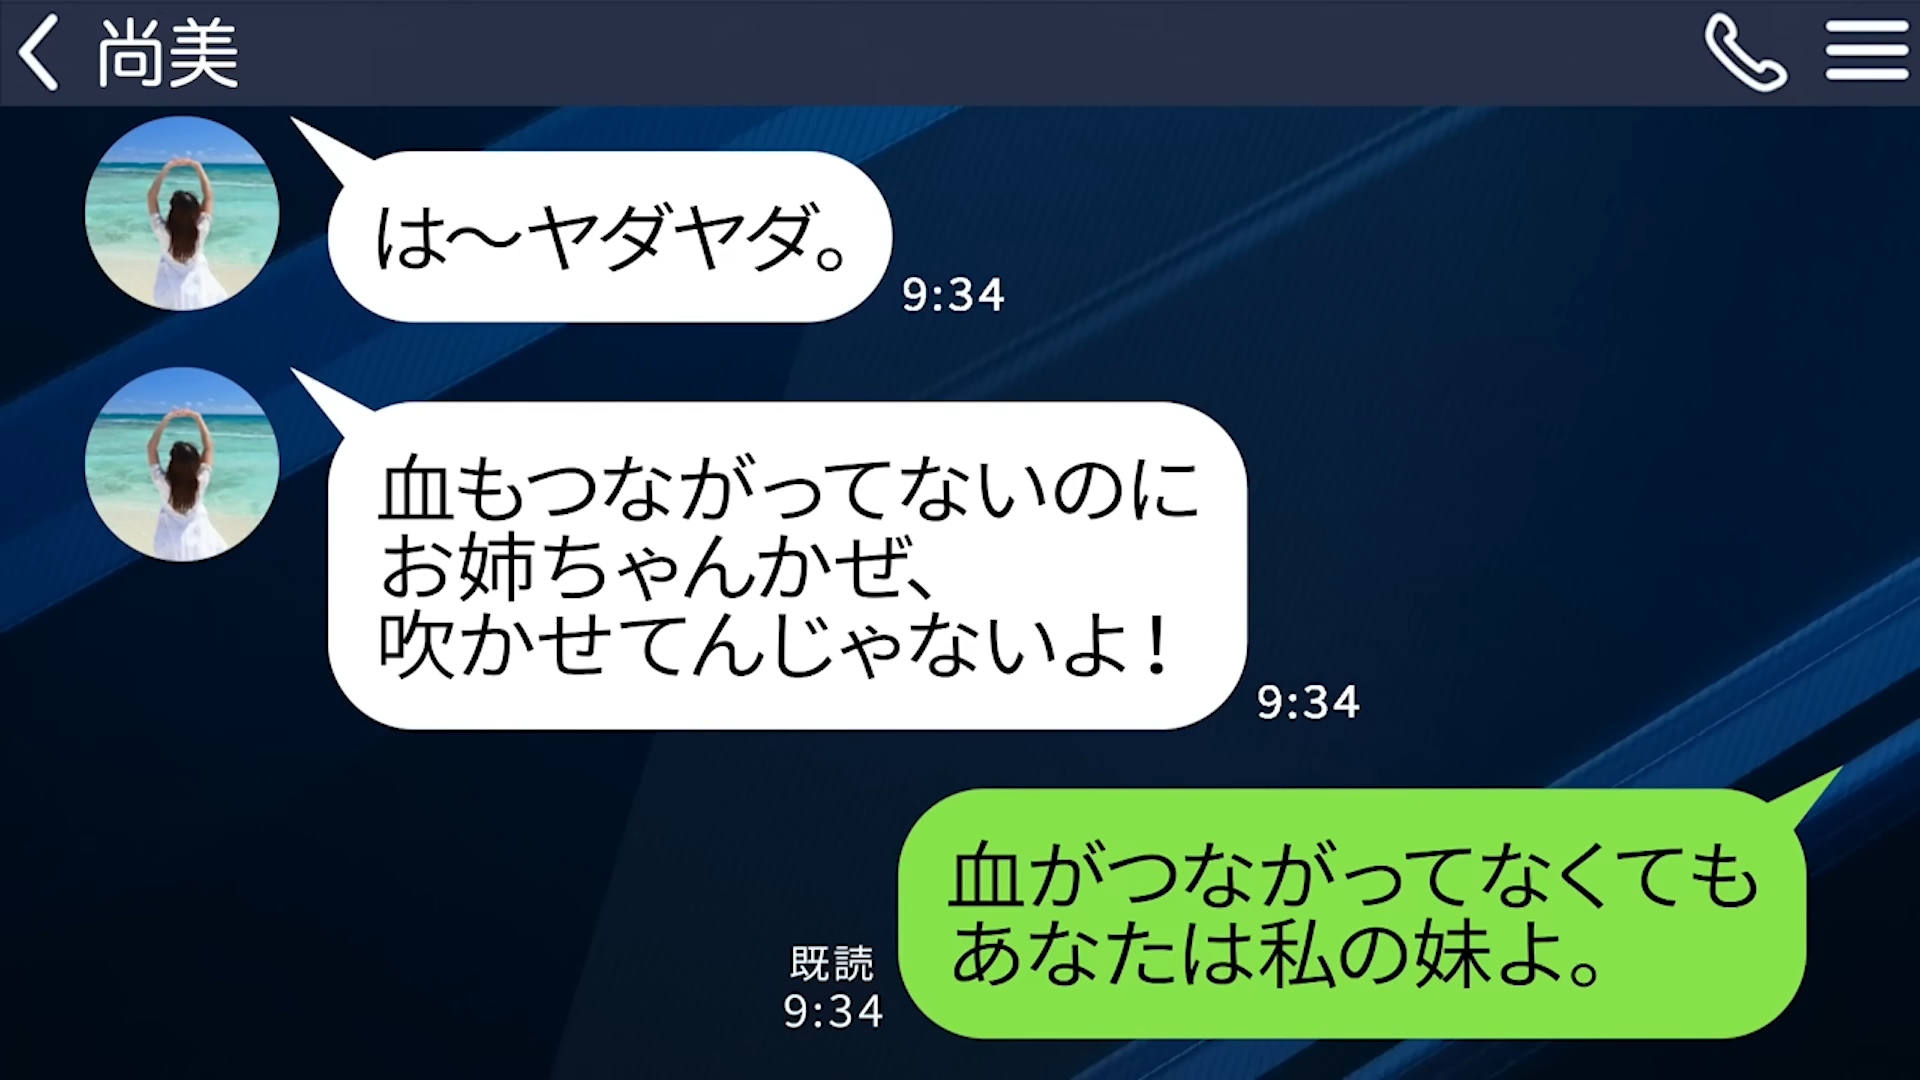 尚美
は〜ヤダヤダ。
9:34
血もつながってないのに
お姉ちゃんかぜ、
吹かせてんじゃないよ！
9:34
血がつながってなくても
あなたは私の妹よ。
既読
9:34